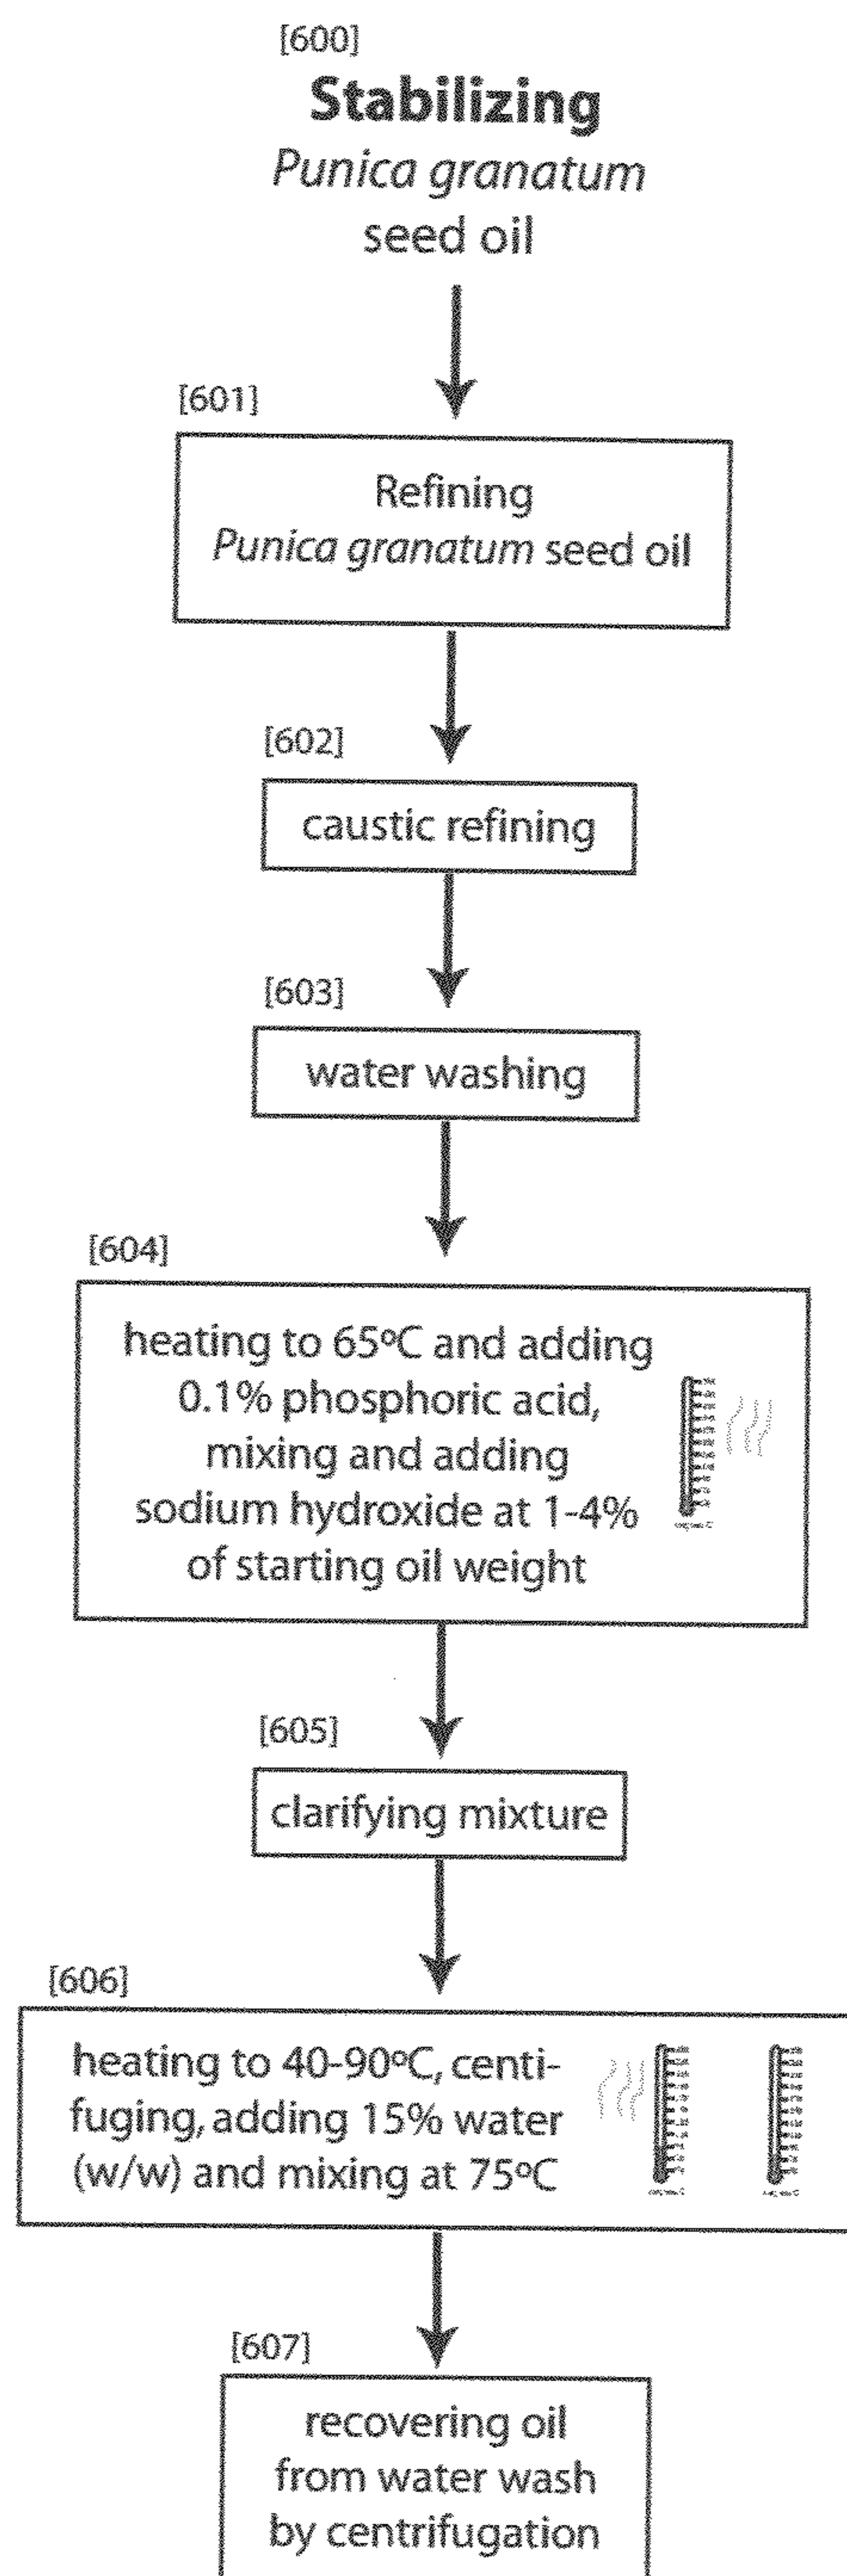 [600]
Stabilizing
Punica granatum
seed oil
[601]
Refining
Punica granatum seed oil
[602]
caustic refining
[603]
water washing
[604]
heating to 65ºC and adding
0.1% phosphoric acid,
mixing and adding
sodium hydroxide at 1-4%
of starting oil weight
[605]
clarifying mixture
[606]
heating to 40-90ºC, centi-
fuging, adding 15% water
(w/w) and mixing at 75ºC
[607]
recovering oil
from water wash
by centrifugation